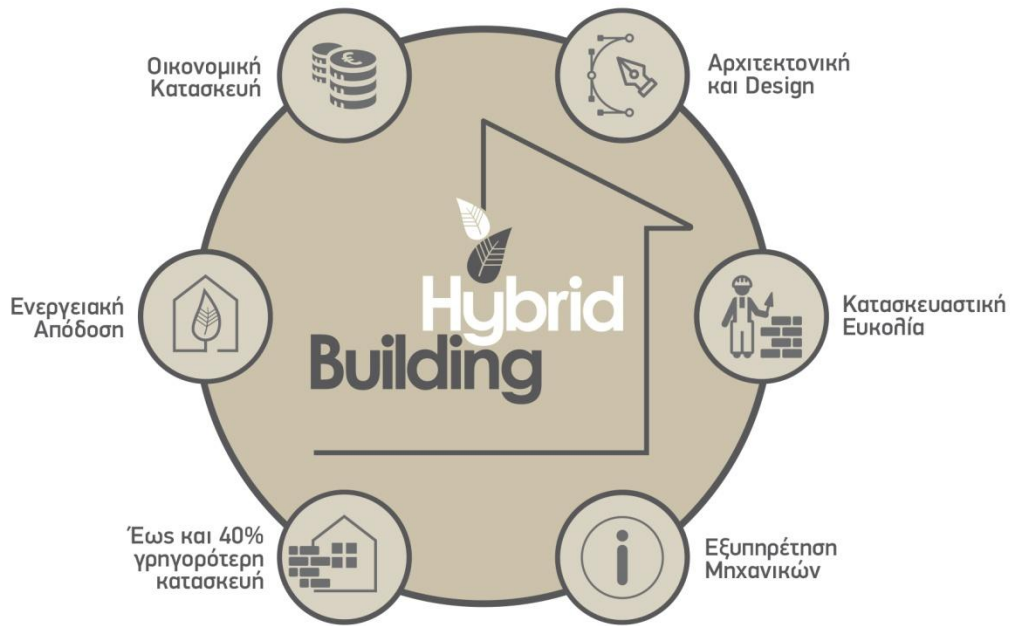 Οικονομική
Κατασκευή
Αρχιτεκτονική
και Design
Ενεργειακή
Απόδοση
Hybrid
Building
Κατασκευαστική
Ευκολία
Έως και 40%
γρηγορότερη
κατασκευή
Εξυπηρέτηση
Μηχανικών